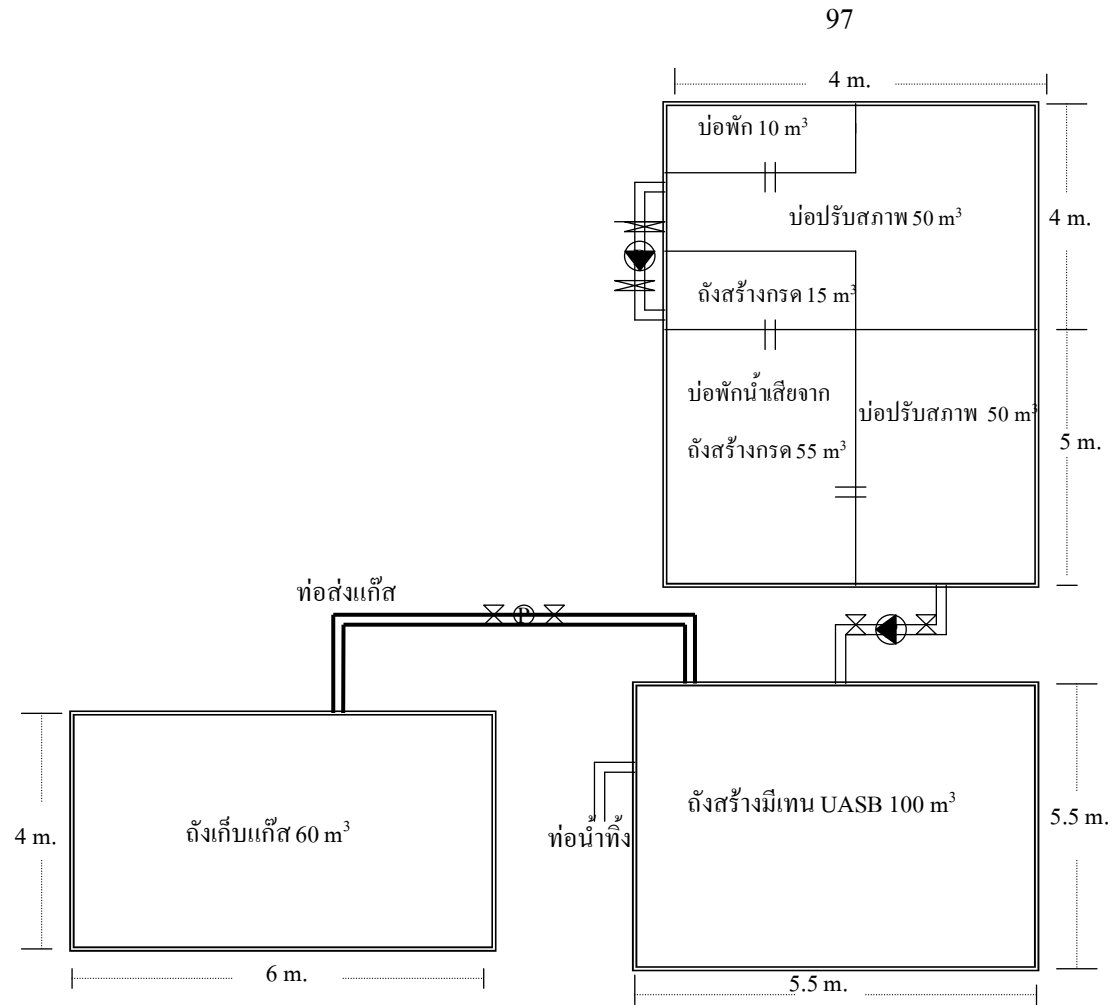 97
4 m.
บ่อพัก 10 m³
บ่อปรับสภาพ 50 m³
4 m.
ถังสร้างกรด 15 m³
บ่อพักน้ำเสียจาก
ถังสร้างกรด 55 m³
บ่อปรับสภาพ 50 m³
5 m.
ท่อส่งแก๊ส
P
ถังเก็บแก๊ส 60 m³
4 m.
6 m.
ท่อน้ำทิ้ง
ถังสร้างมีเทน UASB 100 m³
5.5 m.
5.5 m.